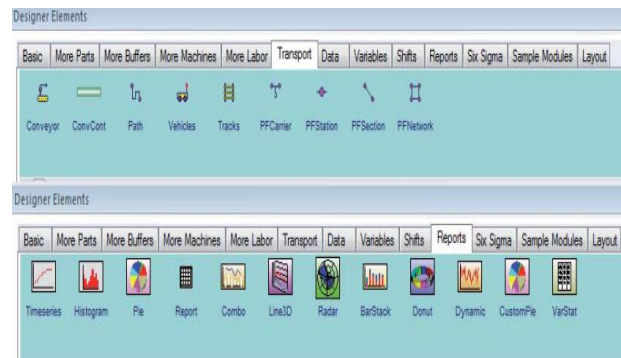 Designer Elements
Basic More Parts More Buffers More Machines More Labor Transport Data Variables Shifts Reports Six Sigma Sample Modules Layout
Conveyor ConvCont Path Vehicles Tracks PFCarrier PFStation PFSection PFNetwork
Designer Elements
Basic More Parts More Buffers More Machines More Labor Transport Data Variables Shifts Reports Six Sigma Sample Modules Layout
Timeseries Histogram Pie Report Combo Line3D Radar BarStack Donut Dynamic CustomPie VarStat